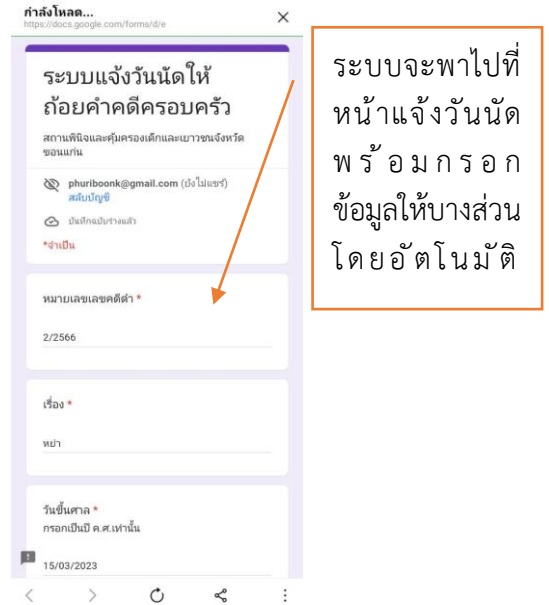 กำลังโหลด...
https://docs.google.com/forms/d/e
ระบบแจ้งวันนัดให้
ถ้อยคำคดีครอบครัว
สถานพินิจและคุ้มครองเด็กและเยาวชนจังหวัด
ขอนแก่น
phuriboonk@gmail.com (ยังไม่แชร์)
สลับบัญชี
บันทึกฉบับร่างแล้ว
*จำเป็น
หมายเลขเลขคดีดำ *
2/2566
เรื่อง *
หย่า
วันขึ้นศาล *
กรอกเป็นปี ค.ศ.เท่านั้น
15/03/2023
ระบบจะพาไปที่
หน้าแจ้งวันนัด
พร้อมกรอก
ข้อมูลให้บางส่วน
โดยอัตโนมัติ